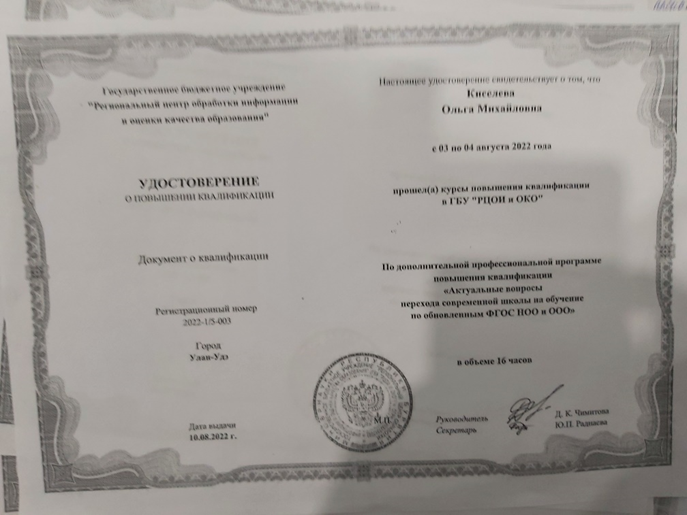 Государственное бюджетное учреждение
"Региональный центр обработки информации
и оценки качества образования"
УДОСТОВЕРЕНИЕ
О ПОВЫШЕНИИ КВАЛИФИКАЦИИ
Документ о квалификации
Регистрационный номер
2022-1/S-003
Город
Улан-Удэ
Дата выдачи
10.08.2022 г.
Настоящее удостоверение свидетельствует о том, что
Киселева
Ольга Михайловна
с 03 по 04 августа 2022 года
прошел(а) курсы повышения квалификации
в ГБУ "РЦОИ и ОКО"
По дополнительной профессиональной программе
повышения квалификации
«Актуальные вопросы
перехода современной школы на обучение
по обновленным ФГОС НОО и ООО»
в объеме 16 часов
М.П.
Руководитель Д. К. Чимитова
Секретарь Ю.П. Раднаева